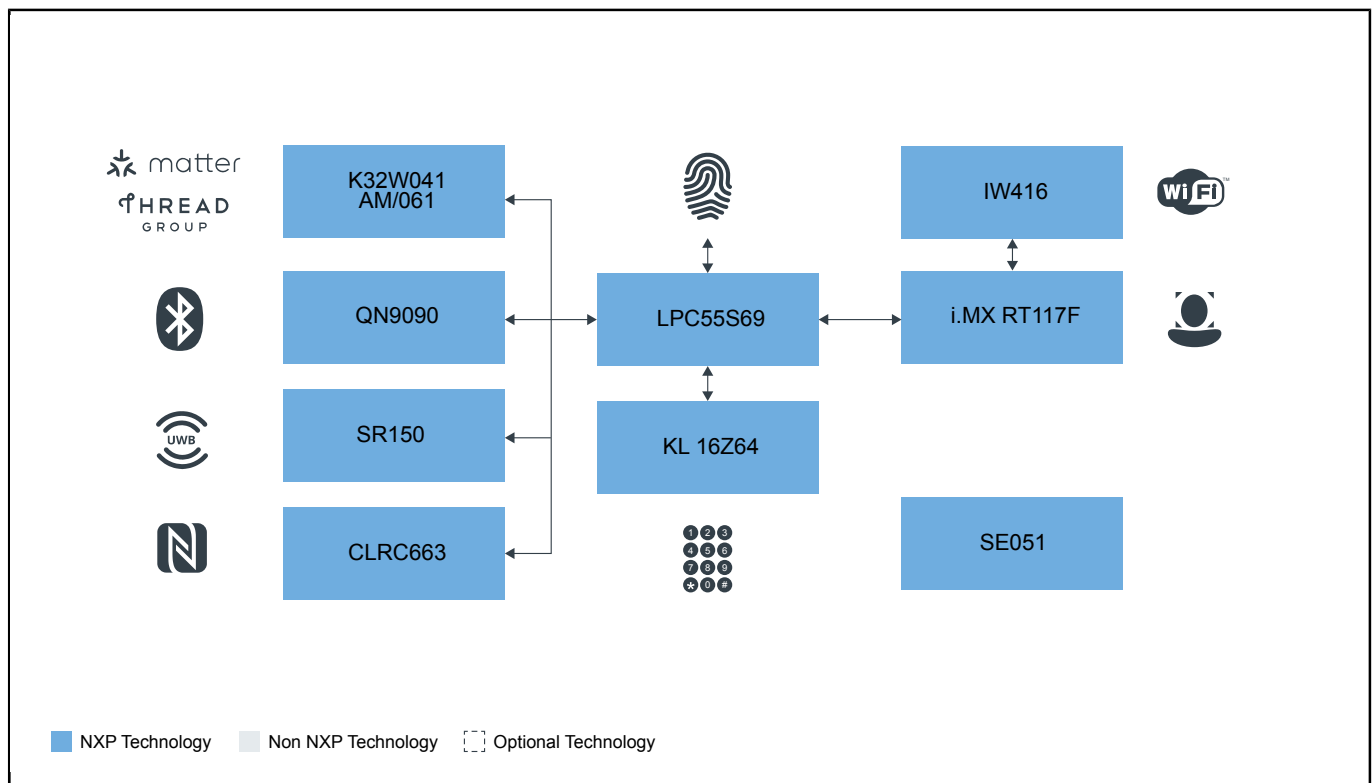 matter
THREAD
GROUP
K32W041
AM/061
IW416
WiFi™
QN9090
LPC55S69
i.MX RT117F
UWB
SR150
KL 16Z64
CLRC663
1 2 3
4 5 6
7 8 9
* 0 #
SE051
NXP Technology
Non NXP Technology
Optional Technology